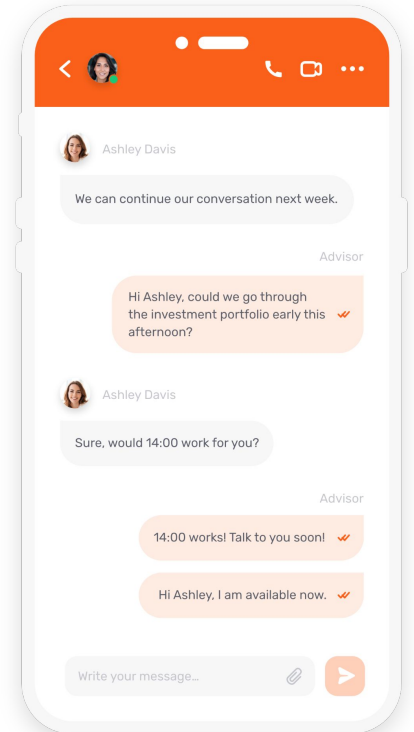 Ashley Davis
We can continue our conversation next week.
Advisor
Hi Ashley, could we go through
the investment portfolio early this
afternoon?
Ashley Davis
Sure, would 14:00 work for you?
Advisor
14:00 works! Talk to you soon!
Hi Ashley, I am available now.
Write your message...